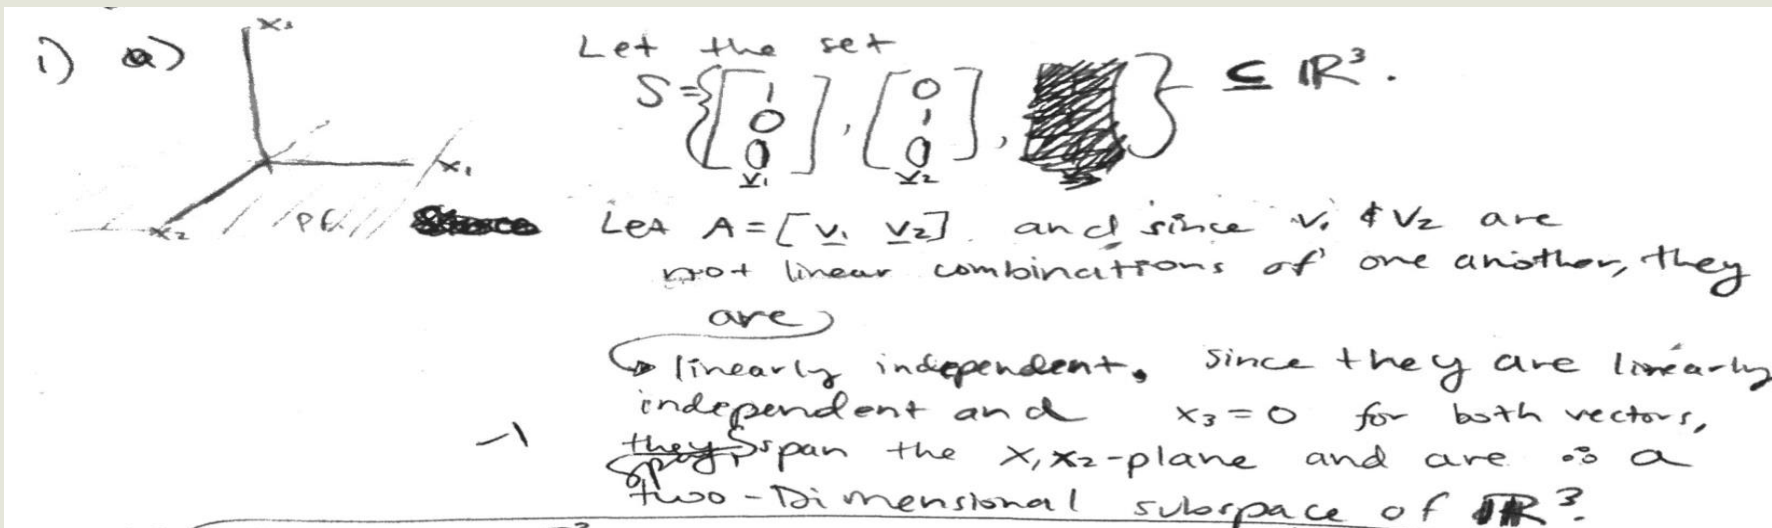 i) a)
x₃
x₁
x₂
Let the set
S = { [1 0 0], [0 1 0], } ⊆ ℝ³.
v₁ v₂
Let A = [v₁ v₂] and since v₁ & v₂ are
not linear combinations of one another, they
are
→ linearly independent. Since they are linearly
independent and x₃ = 0 for both vectors,
-1
they S span the x₁x₂-plane and are ∴ a
two-Dimensional subspace of ℝ³.